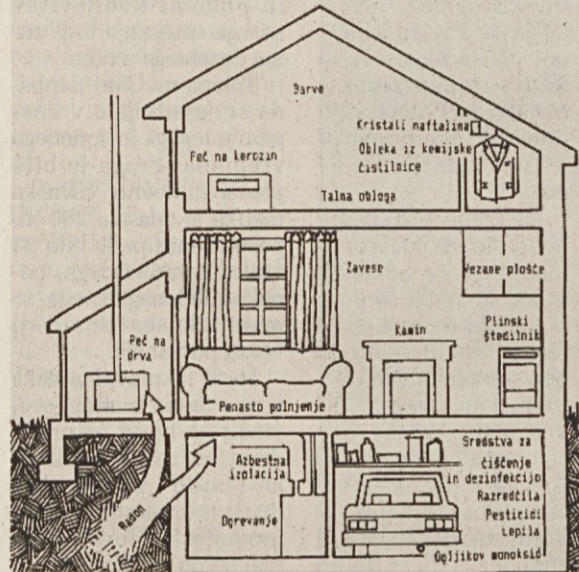 Barve
Kristali naftalina
Peč na kerozin
Obleka iz kemijske
čistilnice
Talna obloga
Zavese
Vezane plošče
Peč na
drva
Kamin
Plinski
štedilnik
Penasto polnjenje
Azbestna
izolacija
Sredstva za
čiščenje
in dezinfekcijo
Razredčila
Pesticidi
Lepila
Radon
Ogrevanje
Ogljikov monoksid